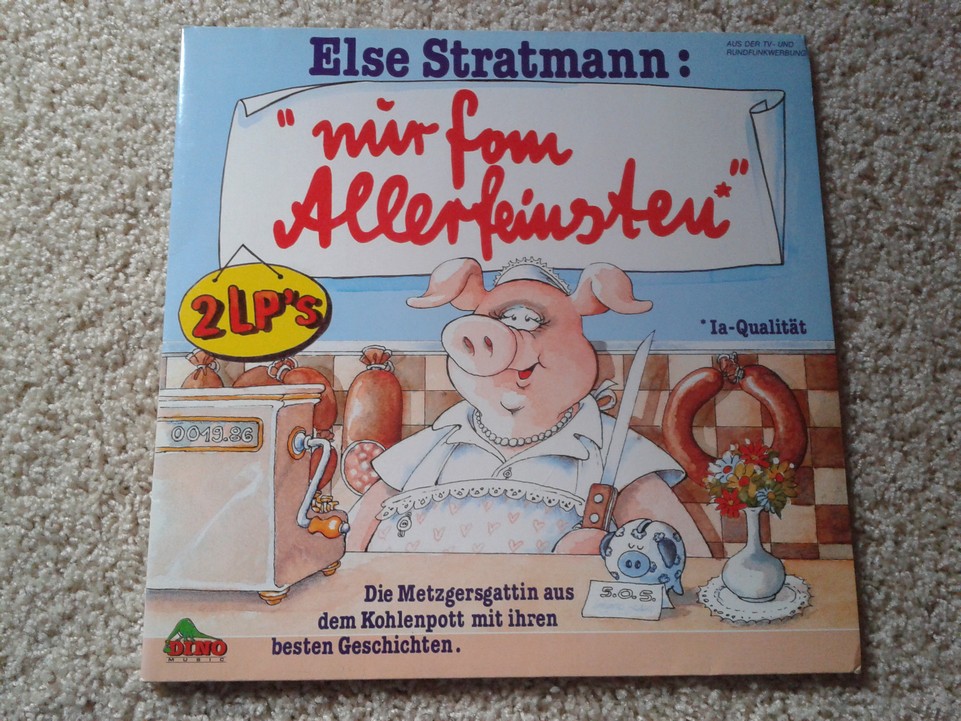 Else Stratmann:
AUS DER TV- UND
RUNDFUNKWERBUNG
"nur fom
Allerfeinsten*"
2 LP's
*Ia-Qualität
0019.86
S.O.S.
Die Metzgersgattin aus
dem Kohlenpott mit ihren
besten Geschichten.
DINO
MUSIC